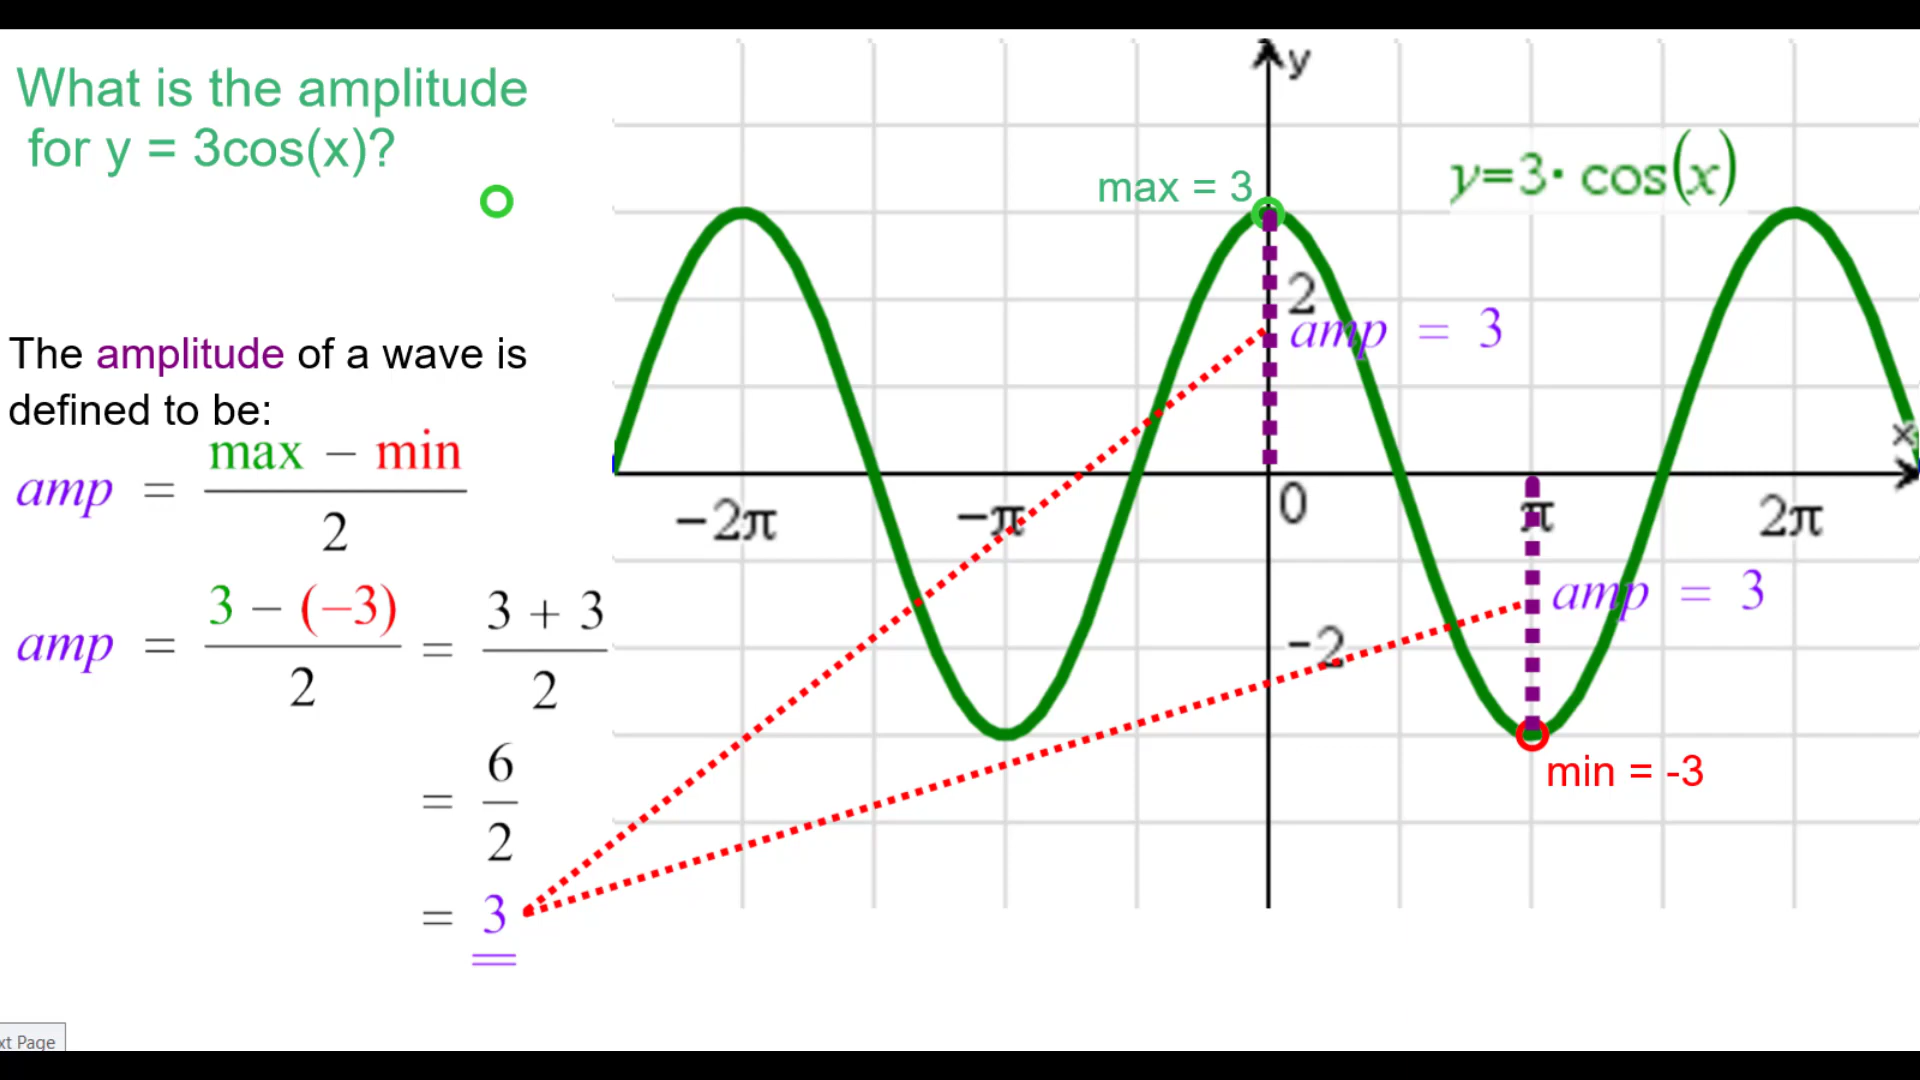 What is the amplitude
for y = 3cos(x)?
The amplitude of a wave is
defined to be:
amp = (max − min)/2
amp = (3 − (−3))/2 = (3 + 3)/2
= 6/2
= 3
y
max = 3
y=3· cos(x)
2
amp = 3
x
−2π −π 0 π 2π
amp = 3
−2
min = -3
xt Page